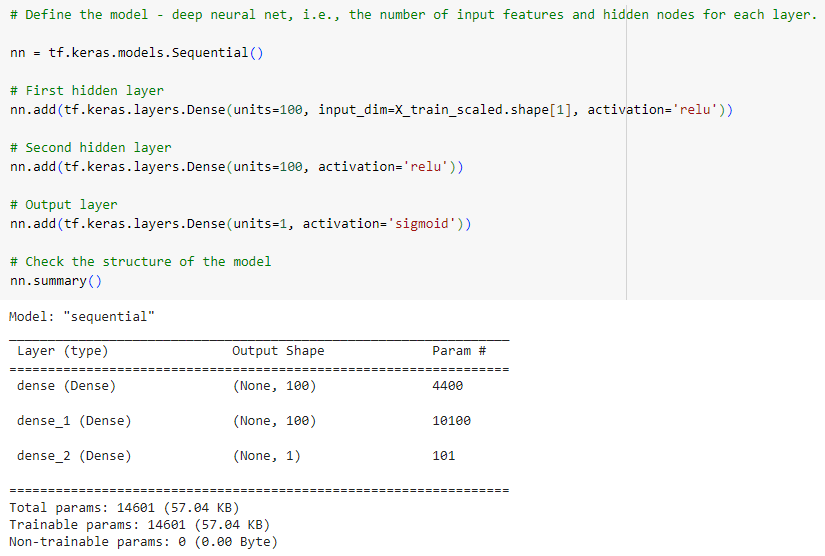 # Define the model - deep neural net, i.e., the number of input features and hidden nodes for each layer.
nn = tf.keras.models.Sequential()
# First hidden layer
nn.add(tf.keras.layers.Dense(units=100, input_dim=X_train_scaled.shape[1], activation='relu'))
# Second hidden layer
nn.add(tf.keras.layers.Dense(units=100, activation='relu'))
# Output layer
nn.add(tf.keras.layers.Dense(units=1, activation='sigmoid'))
# Check the structure of the model
nn.summary()
Model: "sequential"
_________________________________________________________________
Layer (type) Output Shape Param #
=================================================================
dense (Dense) (None, 100) 4400
dense_1 (Dense) (None, 100) 10100
dense_2 (Dense) (None, 1) 101
=================================================================
Total params: 14601 (57.04 KB)
Trainable params: 14601 (57.04 KB)
Non-trainable params: 0 (0.00 Byte)